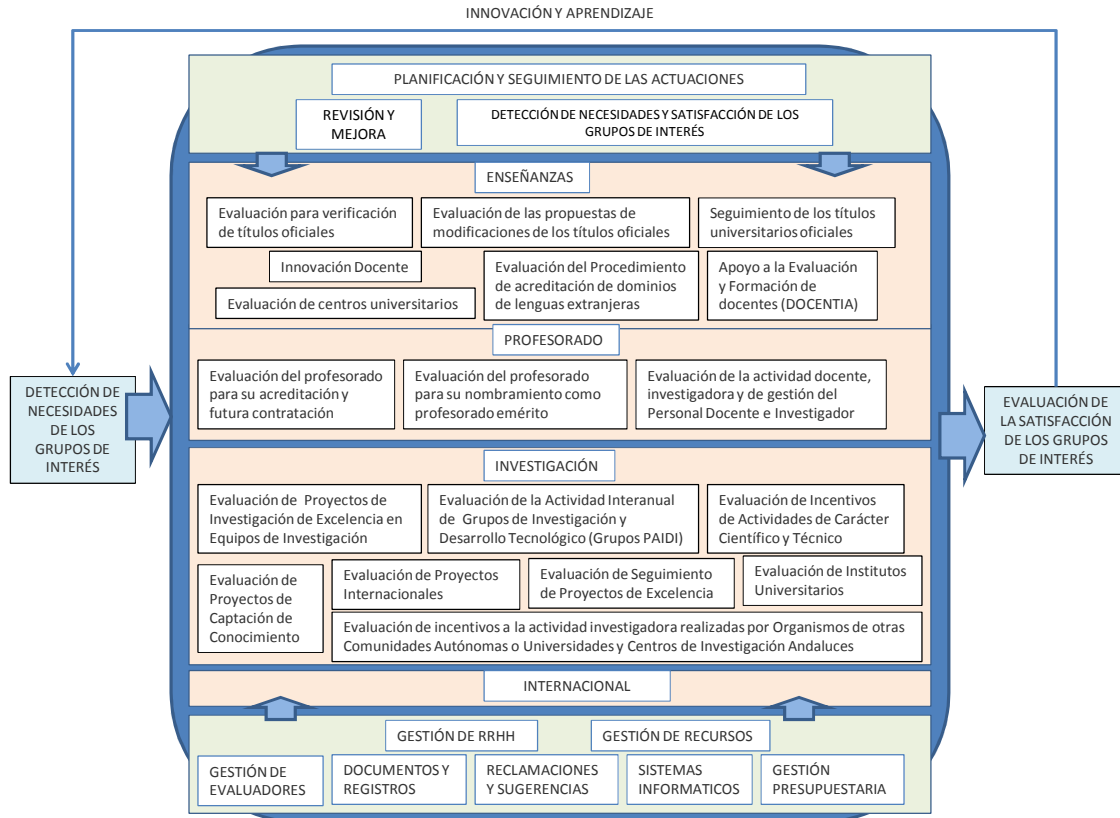 INNOVACIÓN Y APRENDIZAJE
PLANIFICACIÓN Y SEGUIMIENTO DE LAS ACTUACIONES
REVISIÓN Y
MEJORA
DETECCIÓN DE NECESIDADES Y SATISFACCIÓN DE LOS
GRUPOS DE INTERÉS
ENSEÑANZAS
Evaluación para verificación
de títulos oficiales
Evaluación de las propuestas de
modificaciones de los títulos oficiales
Seguimiento de los títulos
universitarios oficiales
Innovación Docente
Evaluación de centros universitarios
Evaluación del Procedimiento
de acreditación de dominios
de lenguas extranjeras
Apoyo a la Evaluación
y Formación de
docentes (DOCENTIA)
PROFESORADO
Evaluación del profesorado
para su acreditación y
futura contratación
Evaluación del profesorado
para su nombramiento como
profesorado emérito
Evaluación de la actividad docente,
investigadora y de gestión del
Personal Docente e Investigador
DETECCIÓN DE
NECESIDADES
DE LOS
GRUPOS DE
INTERÉS
EVALUACIÓN DE
LA SATISFACCIÓN
DE LOS GRUPOS
DE INTERÉS
INVESTIGACIÓN
Evaluación de Proyectos de
Investigación de Excelencia en
Equipos de Investigación
Evaluación de la Actividad Interanual
de Grupos de Investigación y
Desarrollo Tecnológico (Grupos PAIDI)
Evaluación de Incentivos
de Actividades de Carácter
Científico y Técnico
Evaluación de
Proyectos de
Captación de
Conocimiento
Evaluación de Proyectos
Internacionales
Evaluación de Seguimiento
de Proyectos de Excelencia
Evaluación de Institutos
Universitarios
Evaluación de incentivos a la actividad investigadora realizadas por Organismos de otras
Comunidades Autónomas o Universidades y Centros de Investigación Andaluces
INTERNACIONAL
GESTIÓN DE RRHH
GESTIÓN DE RECURSOS
GESTIÓN DE
EVALUADORES
DOCUMENTOS Y
REGISTROS
RECLAMACIONES
Y SUGERENCIAS
SISTEMAS
INFORMATICOS
GESTIÓN
PRESUPUESTARIA